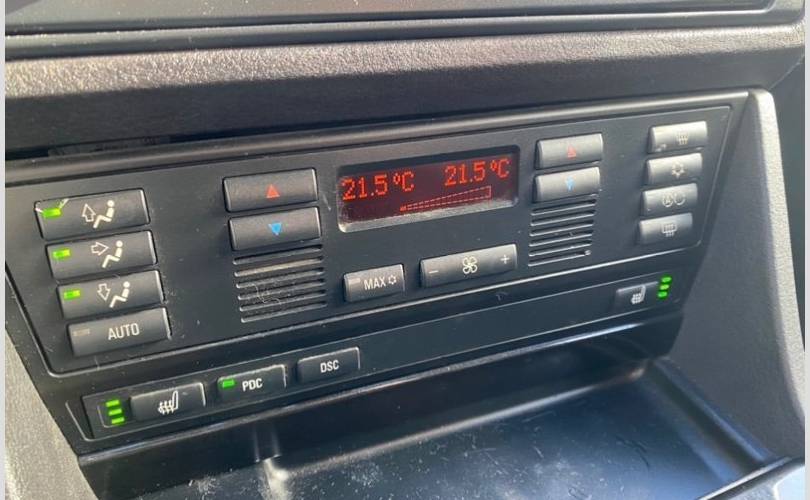 21.5°C 21.5°C
MAX
− +
AUTO
PDC
DSC